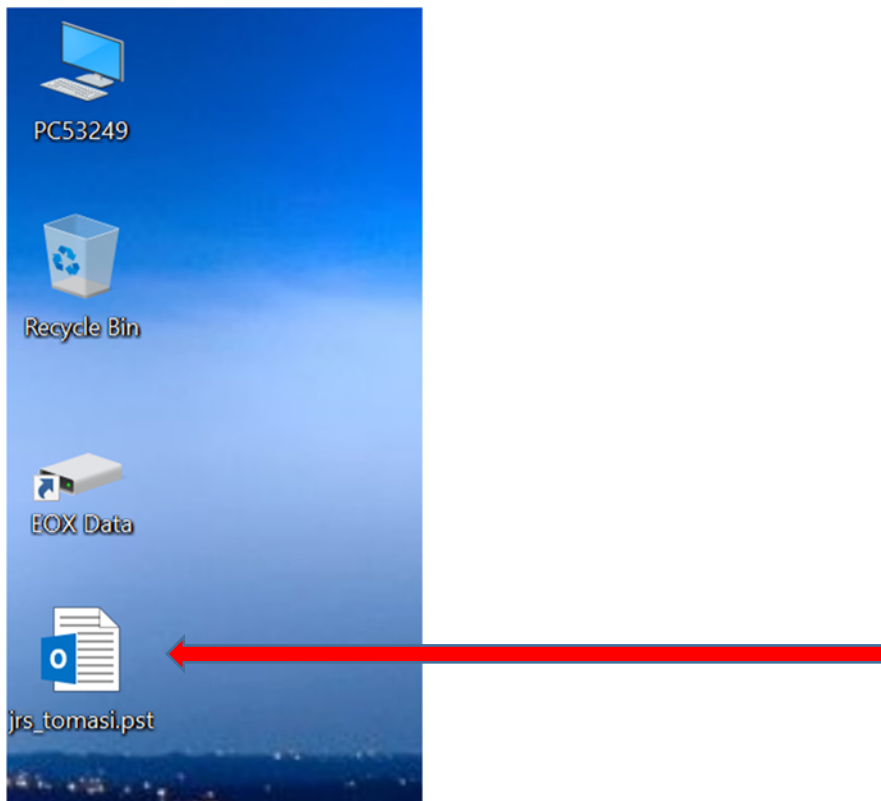 PC53249
Recycle Bin
EOX Data
O
jrs_tomasi.pst